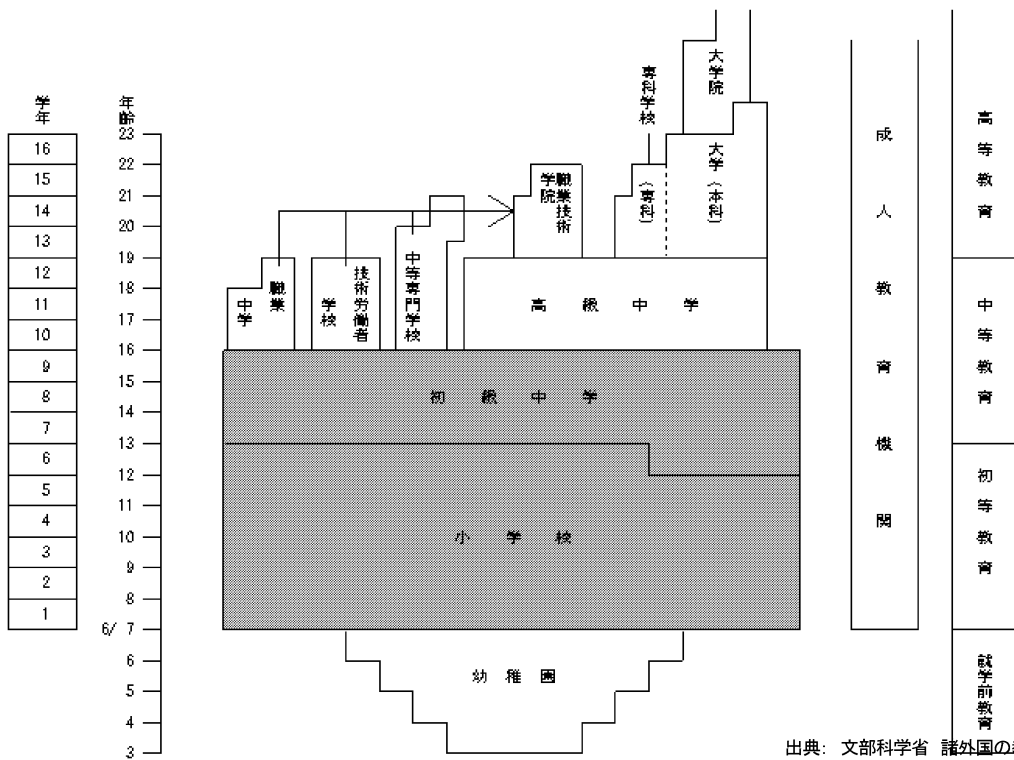 学年
16
15
14
13
12
11
10
9
8
7
6
5
4
3
2
1
年齢
23
22
21
20
19
18
17
16
15
14
13
12
11
10
9
8
6/ 7
6
5
4
3
大学院
専科学校
大学(本科)
(専科)
職業技術学院
職業中学
技術労働者学校
中等専門学校
高級中学
初級中学
小学校
幼稚園
成人教育機関
高等教育
中等教育
初等教育
就学前教育
出典: 文部科学省 諸外国の